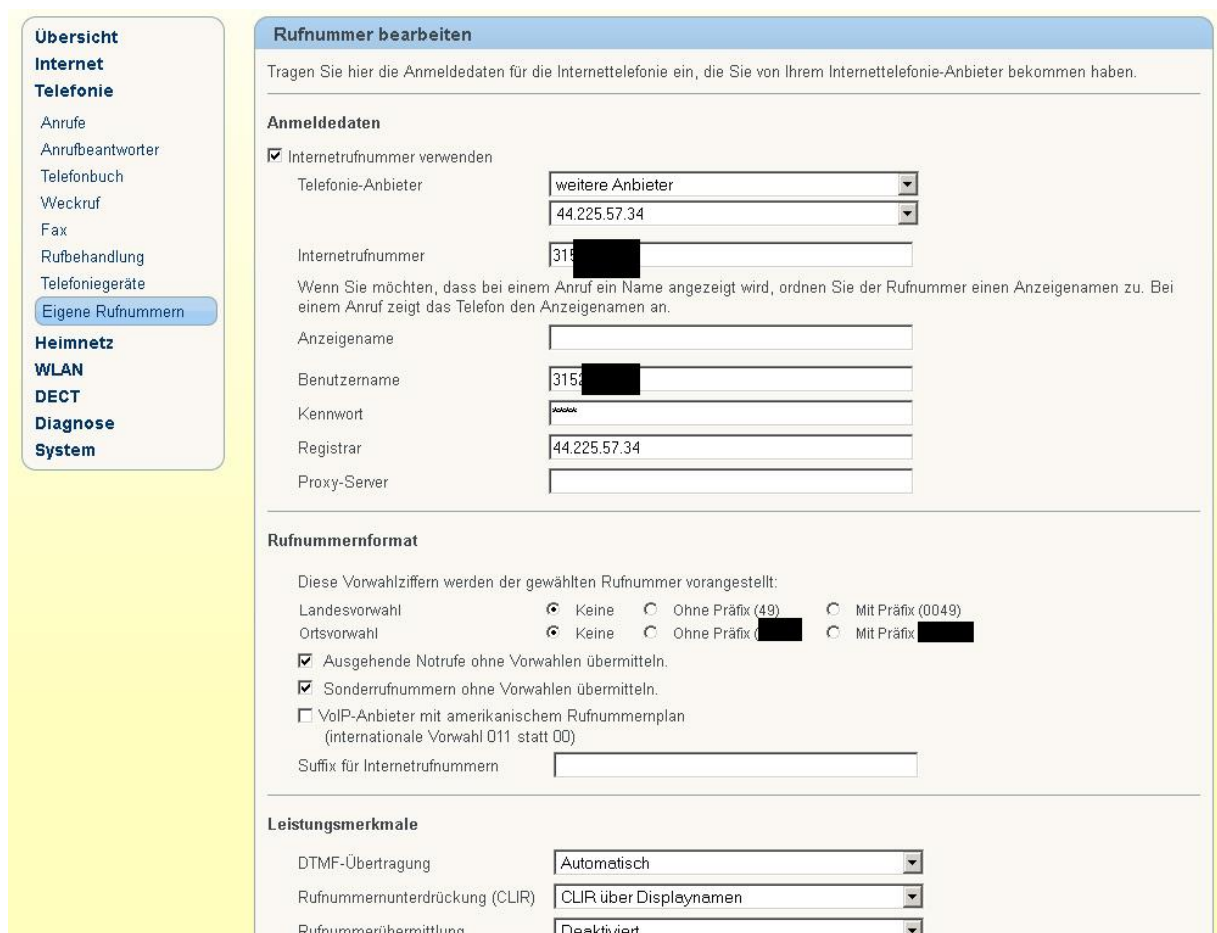 Übersicht
Internet
Telefonie
Anrufe
Anrufbeantworter
Telefonbuch
Weckruf
Fax
Rufbehandlung
Telefoniegeräte
Eigene Rufnummern
Heimnetz
WLAN
DECT
Diagnose
System
Rufnummer bearbeiten
Tragen Sie hier die Anmeldedaten für die Internettelefonie ein, die Sie von Ihrem Internettelefonie-Anbieter bekommen haben.
Anmeldedaten
Internetrufnummer verwenden
Telefonie-Anbieter weitere Anbieter
44.225.57.34
Internetrufnummer 315
Wenn Sie möchten, dass bei einem Anruf ein Name angezeigt wird, ordnen Sie der Rufnummer einen Anzeigenamen zu. Bei
einem Anruf zeigt das Telefon den Anzeigenamen an.
Anzeigename
Benutzername 3152
Kennwort ****
Registrar 44.225.57.34
Proxy-Server
Rufnummernformat
Diese Vorwahlziffern werden der gewählten Rufnummer vorangestellt:
Landesvorwahl Keine Ohne Präfix (49) Mit Präfix (0049)
Ortsvorwahl Keine Ohne Präfix ( Mit Präfix
Ausgehende Notrufe ohne Vorwahlen übermitteln.
Sonderrufnummern ohne Vorwahlen übermitteln.
VoIP-Anbieter mit amerikanischem Rufnummernplan
(internationale Vorwahl 011 statt 00)
Suffix für Internetrufnummern
Leistungsmerkmale
DTMF-Übertragung Automatisch
Rufnummernunterdrückung (CLIR) CLIR über Displaynamen
Rufnummerübermittlung Deaktiviert